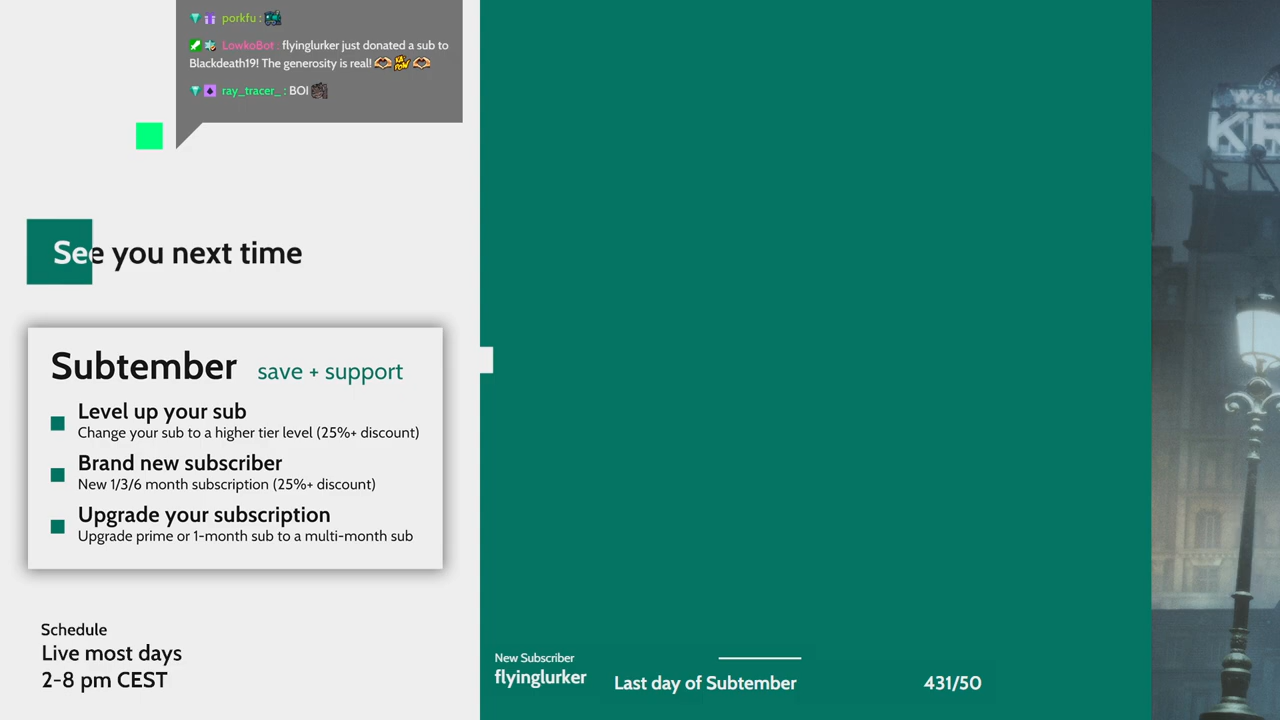 porkfu :
LowkoBot : flyinglurker just donated a sub to
Blackdeath19! The generosity is real!
ray_tracer_ : BOI
See you next time
Subtember save + support
Level up your sub
Change your sub to a higher tier level (25%+ discount)
Brand new subscriber
New 1/3/6 month subscription (25%+ discount)
Upgrade your subscription
Upgrade prime or 1-month sub to a multi-month sub
Schedule
Live most days
2-8 pm CEST
New Subscriber
flyinglurker
Last day of Subtember
431/50